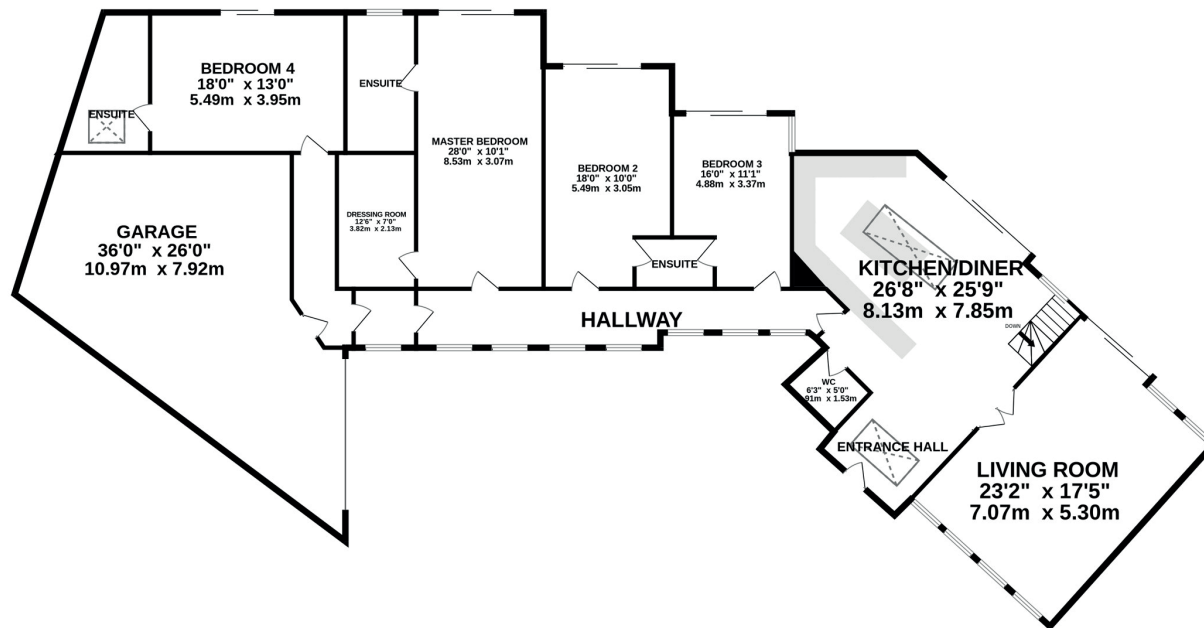 BEDROOM 4
18'0" x 13'0"
5.49m x 3.95m
ENSUITE
ENSUITE
MASTER BEDROOM
28'0" x 10'1"
8.53m x 3.07m
BEDROOM 2
18'0" x 10'0"
5.49m x 3.05m
BEDROOM 3
16'0" x 11'1"
4.88m x 3.37m
DRESSING ROOM
12'6" x 7'0"
3.82m x 2.13m
GARAGE
36'0" x 26'0"
10.97m x 7.92m
ENSUITE
KITCHEN/DINER
26'8" x 25'9"
8.13m x 7.85m
HALLWAY
DOWN
WC
6'3" x 5'0"
.91m x 1.53m
ENTRANCE HALL
LIVING ROOM
23'2" x 17'5"
7.07m x 5.30m